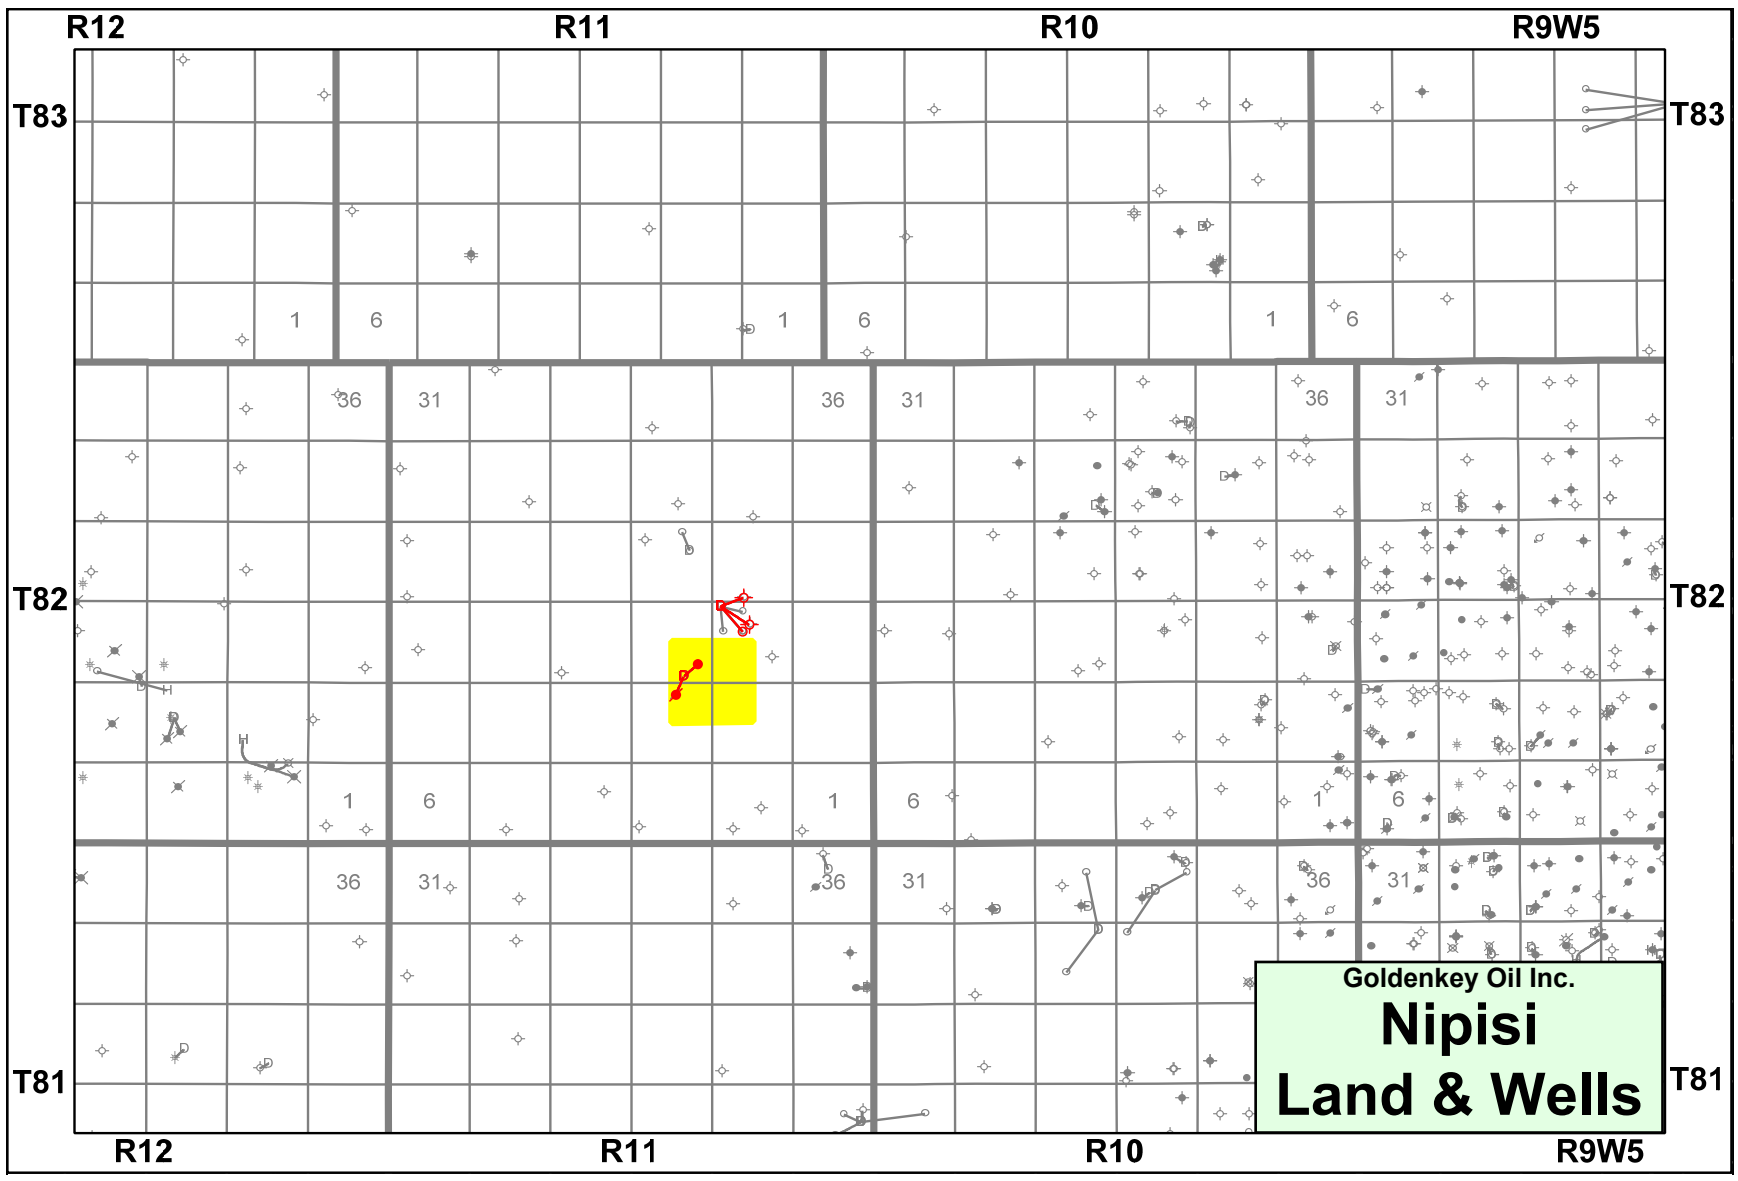 R12 R11 R10 R9W5
T83 T83
1 6 1 6 1 6
36 31 36 31 36 31
T82 T82
1 6 1 6 1 6
36 31 36 31 36 31
Goldenkey Oil Inc.
Nipisi
Land & Wells
T81 T81
R12 R11 R10 R9W5